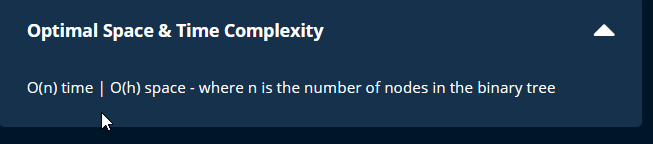 Optimal Space & Time Complexity
O(n) time | O(h) space - where n is the number of nodes in the binary tree